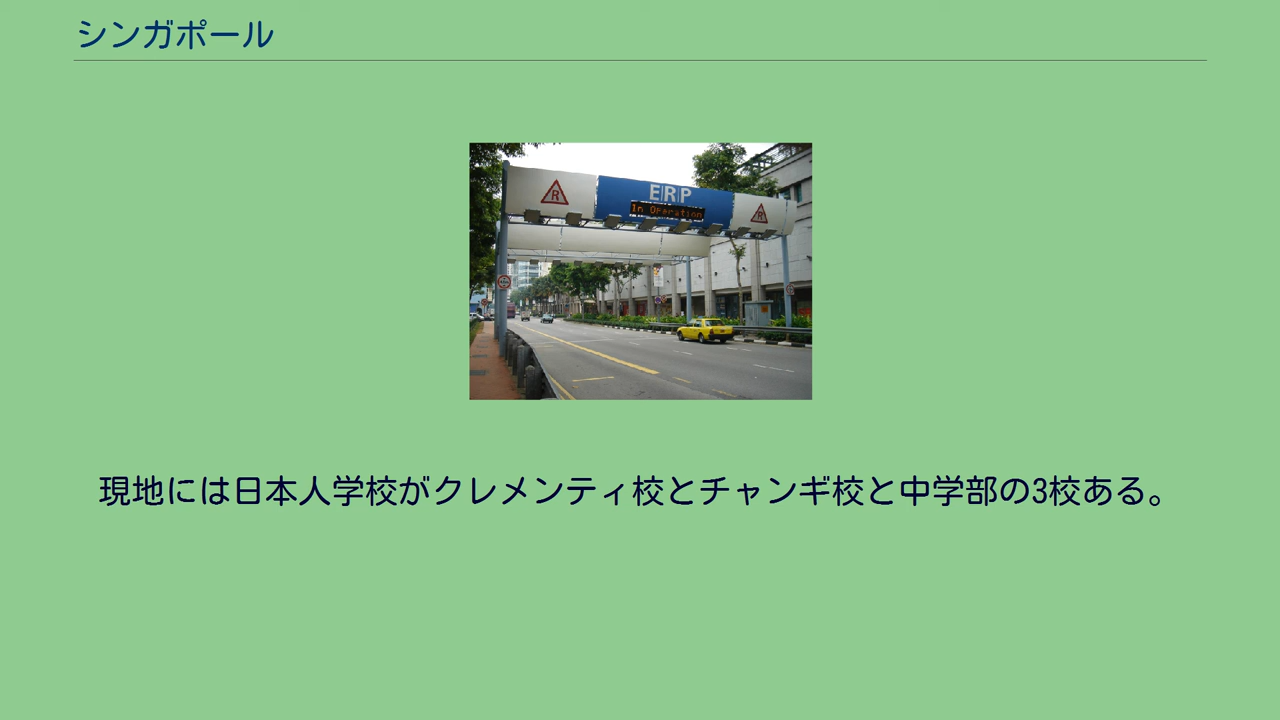 シンガポール
R
ERP
R
In Operation
現地には日本人学校がクレメンティ校とチャンギ校と中学部の3校ある。